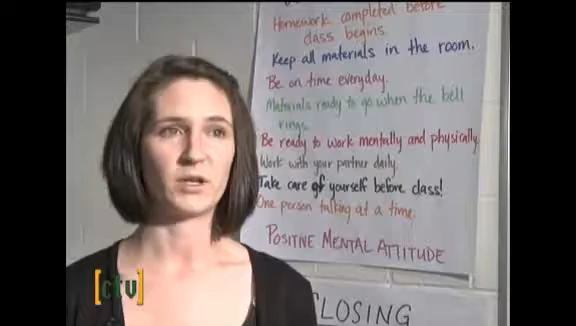 Homework completed before
class begins.
Keep all materials in the room.
Be on time everyday.
Materials ready to go when the bell
rings.
Be ready to work mentally and physically.
Work with your partner daily.
Take care of yourself before class!
One person talking at a time.
POSITIVE MENTAL ATTITUDE
CLOSING
[ctv]